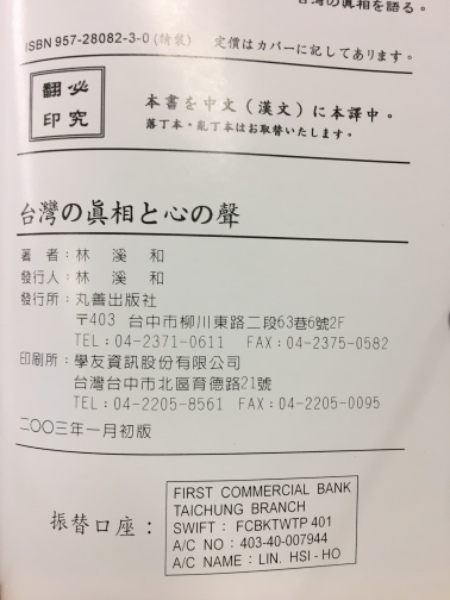 台灣の眞相を語る。
ISBN 957-28082-3-0 (精装) 定價はカバーに記してあります。
翻必
印究
本書を中文(漢文)に本譯中。
落丁本・亂丁本はお取替いたします。
台灣の眞相と心の聲
著 者:林 溪 和
發行人:林 溪 和
發行所:丸善出版社
〒403 台中市柳川東路二段63巷6號2F
TEL:04-2371-0611 FAX:04-2375-0582
印刷所:學友資訊股份有限公司
台灣台中市北區育德路21號
TEL:04-2205-8561 FAX:04-2205-0095
二〇〇三年一月初版
振替口座:
FIRST COMMERCIAL BANK
TAICHUNG BRANCH
SWIFT : FCBKTWTP 401
A/C NO : 403-40-007944
A/C NAME : LIN. HSI - HO